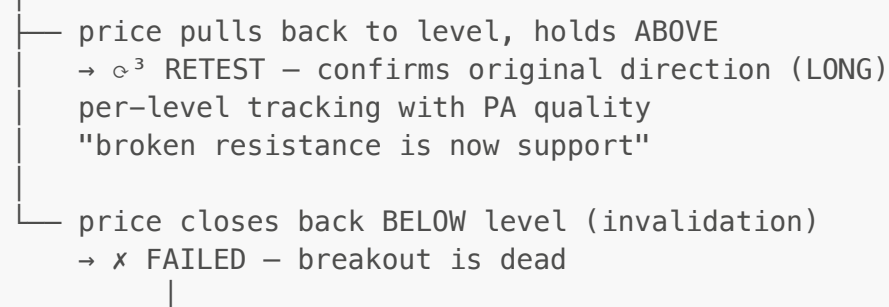 │
├── price pulls back to level, holds ABOVE
│   → ⟳³ RETEST — confirms original direction (LONG)
│   per-level tracking with PA quality
│   "broken resistance is now support"
│
└── price closes back BELOW level (invalidation)
    → ✗ FAILED — breakout is dead
         │